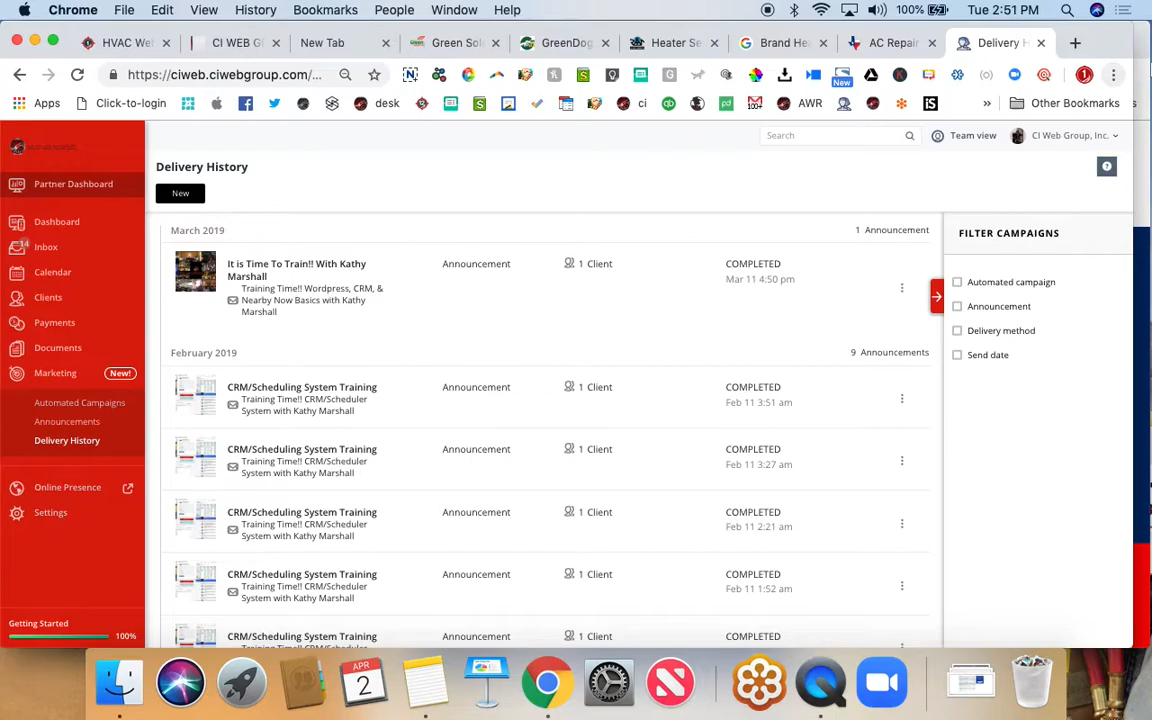 Chrome File Edit View History Bookmarks People Window Help 100% Tue 2:51 PM
HVAC Web CI WEB GR New Tab Green Sol GreenDog Heater Se Brand Hea AC Repair Delivery H
https://ciweb.ciwebgroup.com/... New 1
Apps Click-to-login desk ci 100+ AWR iS » Other Bookmarks
Search Team view CI Web Group, Inc.
Partner Dashboard
Dashboard
14 Inbox
Calendar
Clients
Payments
Documents
Marketing New!
Automated Campaigns
Announcements
Delivery History
Online Presence
Settings
Getting Started
100%
Delivery History
New
March 2019 1 Announcement
It is Time To Train!! With Kathy Announcement 1 Client COMPLETED
Marshall Mar 11 4:50 pm
Training Time!! Wordpress, CRM, &
Nearby Now Basics with Kathy
Marshall
February 2019 9 Announcements
CRM/Scheduling System Training Announcement 1 Client COMPLETED
Training Time!! CRM/Scheduler Feb 11 3:51 am
System with Kathy Marshall
CRM/Scheduling System Training Announcement 1 Client COMPLETED
Training Time!! CRM/Scheduler Feb 11 3:27 am
System with Kathy Marshall
CRM/Scheduling System Training Announcement 1 Client COMPLETED
Training Time!! CRM/Scheduler Feb 11 2:21 am
System with Kathy Marshall
CRM/Scheduling System Training Announcement 1 Client COMPLETED
Training Time!! CRM/Scheduler Feb 11 1:52 am
System with Kathy Marshall
CRM/Scheduling System Training Announcement 1 Client COMPLETED
FILTER CAMPAIGNS
Automated campaign
Announcement
Delivery method
Send date
APR
2